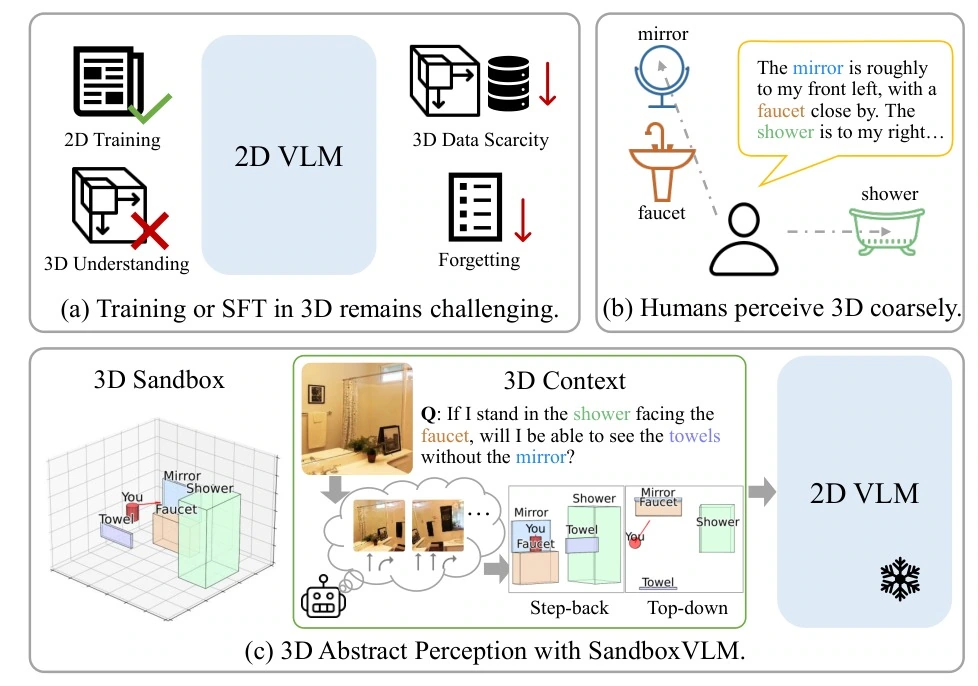 2D Training
3D Understanding
2D VLM
3D Data Scarcity
Forgetting
(a) Training or SFT in 3D remains challenging.
mirror
faucet
The mirror is roughly
to my front left, with a
faucet close by. The
shower is to my right…
shower
(b) Humans perceive 3D coarsely.
3D Sandbox
Mirror
Shower
You
Faucet
Towel
3D Context
Q: If I stand in the shower facing the
faucet, will I be able to see the towels
without the mirror?
...
Shower
Mirror
You
Towel
Faucet
Step-back
Mirror
Faucet
Shower
You
Towel
Top-down
2D VLM
(c) 3D Abstract Perception with SandboxVLM.